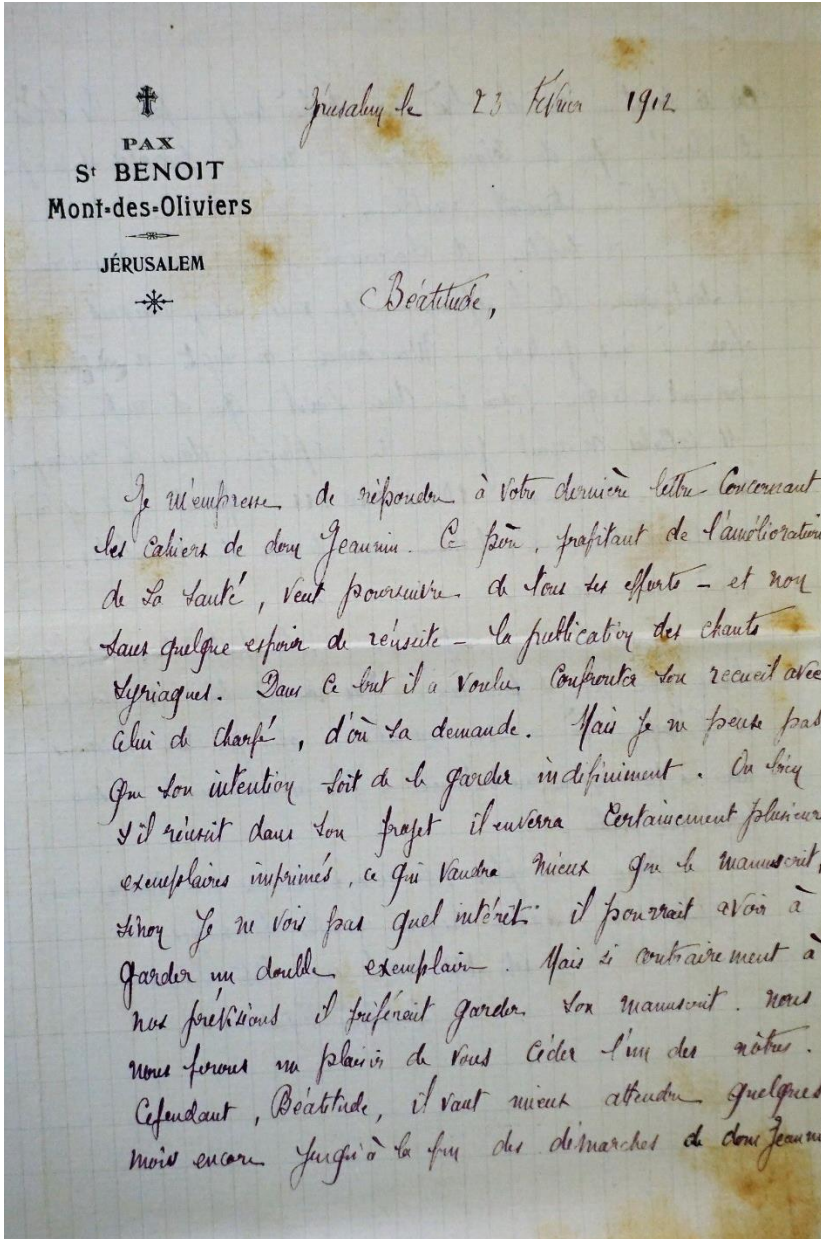 PAX
St BENOIT
Mont-des-Oliviers
JÉRUSALEM
Jérusalem le 23 Février 1912
Béatitude,
Je m'empresse de répondre à Votre dernière lettre Concernant
les Cahiers de dom Jeannin. Ce père, profitant de l'amélioration
de sa santé, veut poursuivre de tous ses efforts - et non
sans quelque espoir de réussite - la publication des chants
Syriaques. Dans ce but il a voulu Confronter son recueil avec
celui de Charfé, d'où sa demande. Mais je ne pense pas
que son intention soit de le garder indéfiniment. Ou bien
s'il réussit dans son projet il enverra Certainement plusieurs
exemplaires imprimés, ce qui vaudra mieux que le manuscrit,
sinon je ne vois pas quel intérêt il pourrait avoir à
garder un double exemplaire. Mais si contrairement à
nos prévisions il préférait garder son manuscrit. nous
nous ferons un plaisir de vous Céder l'un des nôtres.
Cependant, Béatitude, il vaut mieux attendre quelques
mois encore jusqu'à la fin des démarches de dom Jeannin